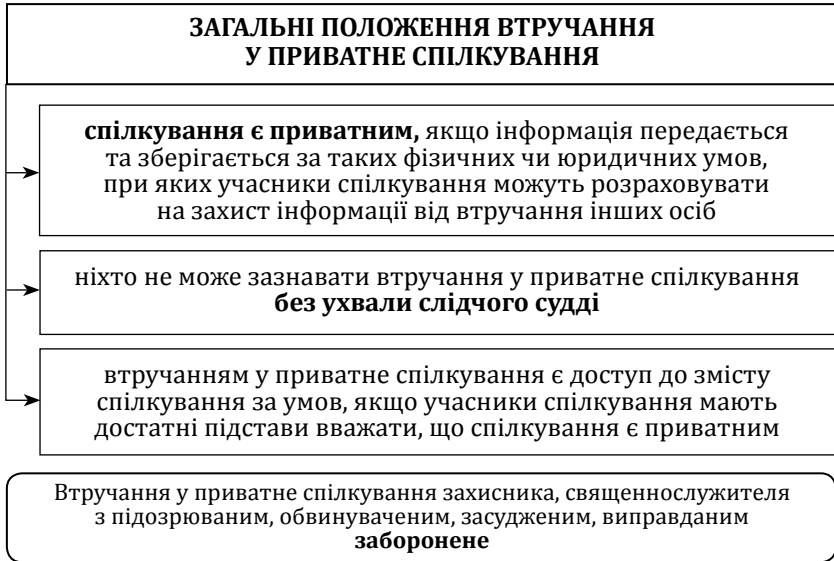 ЗАГАЛЬНІ ПОЛОЖЕННЯ ВТРУЧАННЯ
У ПРИВАТНЕ СПІЛКУВАННЯ
спілкування є приватним, якщо інформація передається
та зберігається за таких фізичних чи юридичних умов,
при яких учасники спілкування можуть розраховувати
на захист інформації від втручання інших осіб
ніхто не може зазнавати втручання у приватне спілкування
без ухвали слідчого судді
втручанням у приватне спілкування є доступ до змісту
спілкування за умов, якщо учасники спілкування мають
достатні підстави вважати, що спілкування є приватним
Втручання у приватне спілкування захисника, священнослужителя
з підозрюваним, обвинуваченим, засудженим, виправданим
заборонене